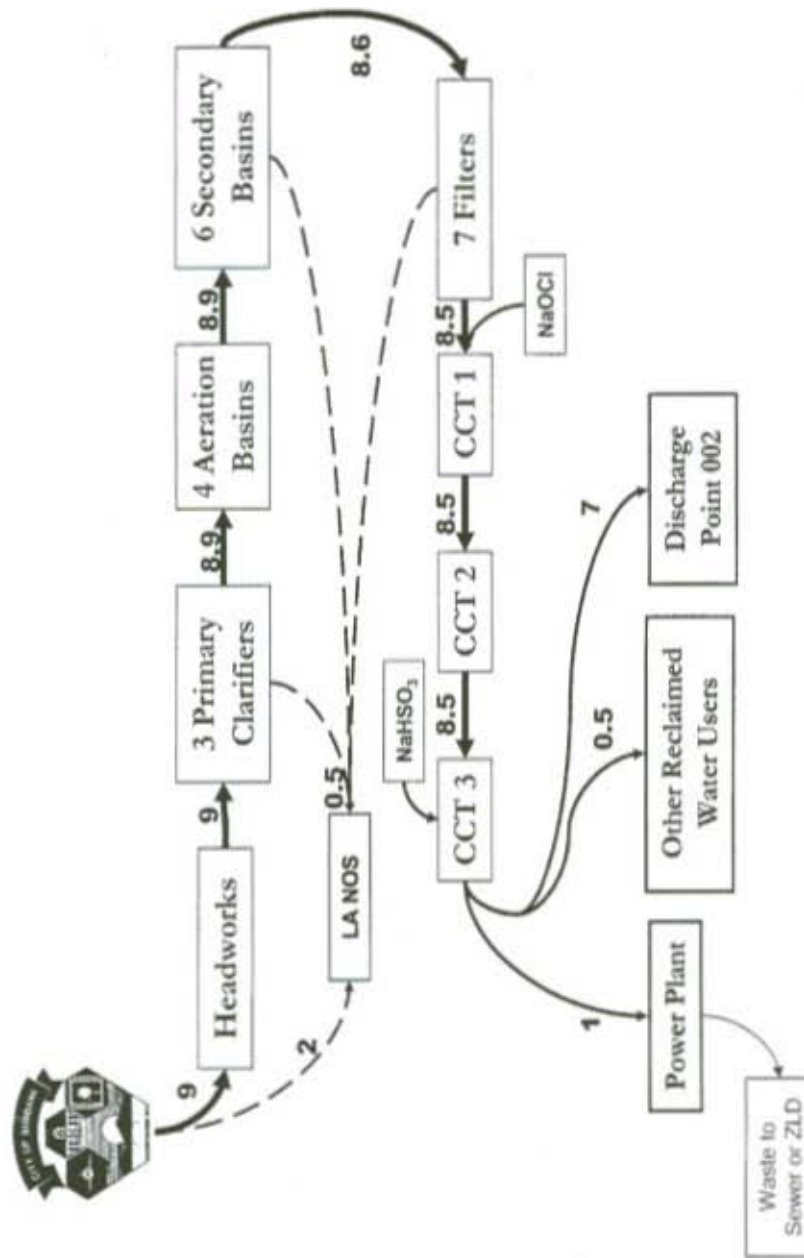 CITY OF BURBANK
9
Headworks
9
3 Primary
Clarifiers
8.9
4 Aeration
Basins
8.9
6 Secondary
Basins
8.6
2
LA NOS
0.5
7 Filters
8.5
NaOCl
CCT 1
8.5
CCT 2
8.5
NaHSO₃
CCT 3
1
0.5
7
Power Plant
Other Reclaimed
Water Users
Discharge
Point 002
Waste to
Sewer or ZLD